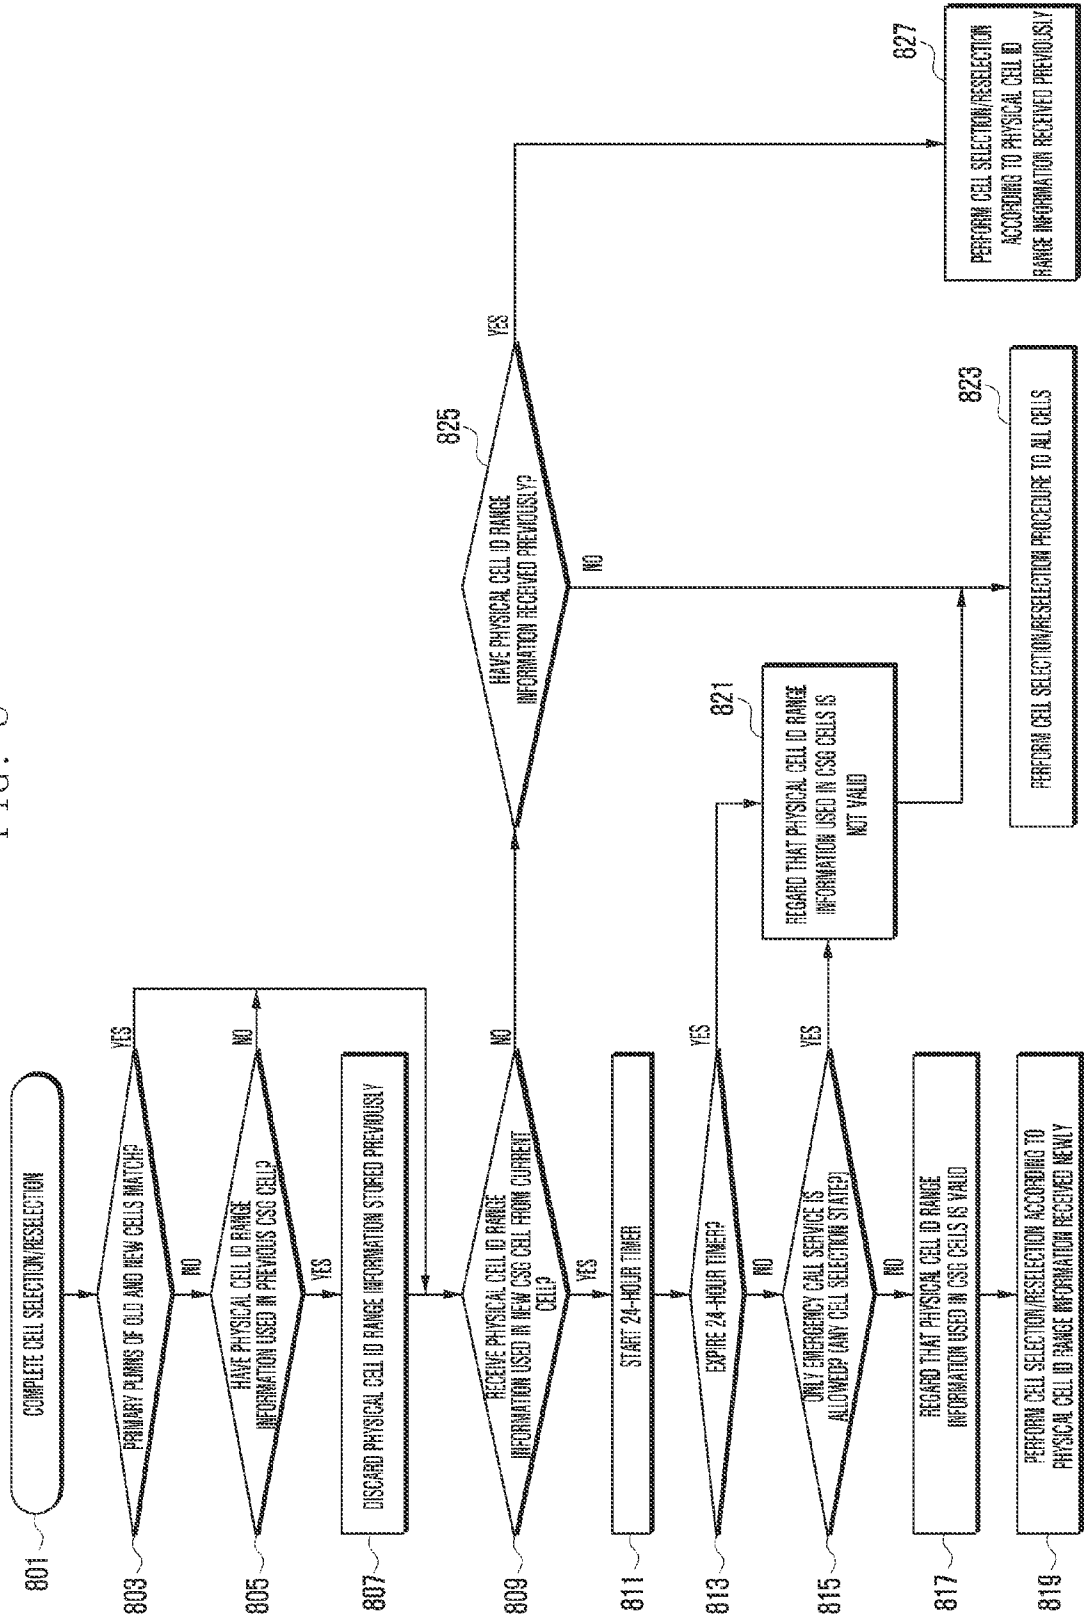 FIG. 8
801
COMPLETE CELL SELECTION/RESELECTION
803
PRIMARY PLMNS OF OLD AND NEW CELLS MATCH?
YES
NO
805
HAVE PHYSICAL CELL ID RANGE
INFORMATION USED IN PREVIOUS CSG CELL?
NO
YES
807
DISCARD PHYSICAL CELL ID RANGE INFORMATION STORED PREVIOUSLY
809
RECEIVE PHYSICAL CELL ID RANGE
INFORMATION USED IN NEW CSG CELL FROM CURRENT
CELL?
NO
YES
825
HAVE PHYSICAL CELL ID RANGE
INFORMATION RECEIVED PREVIOUSLY?
YES
NO
811
START 24-HOUR TIMER
813
EXPIRE 24-HOUR TIMER?
YES
NO
821
REGARD THAT PHYSICAL CELL ID RANGE
INFORMATION USED IN CSG CELLS IS
NOT VALID
815
ONLY EMERGENCY CALL SERVICE IS
ALLOWED? (ANY CELL SELECTION STATE?)
YES
NO
817
REGARD THAT PHYSICAL CELL ID RANGE
INFORMATION USED IN CSG CELLS IS VALID
827
PERFORM CELL SELECTION/RESELECTION
ACCORDING TO PHYSICAL CELL ID
RANGE INFORMATION RECEIVED PREVIOUSLY
819
PERFORM CELL SELECTION/RESELECTION ACCORDING TO
PHYSICAL CELL ID RANGE INFORMATION RECEIVED NEWLY
823
PERFORM CELL SELECTION/RESELECTION PROCEDURE TO ALL CELLS